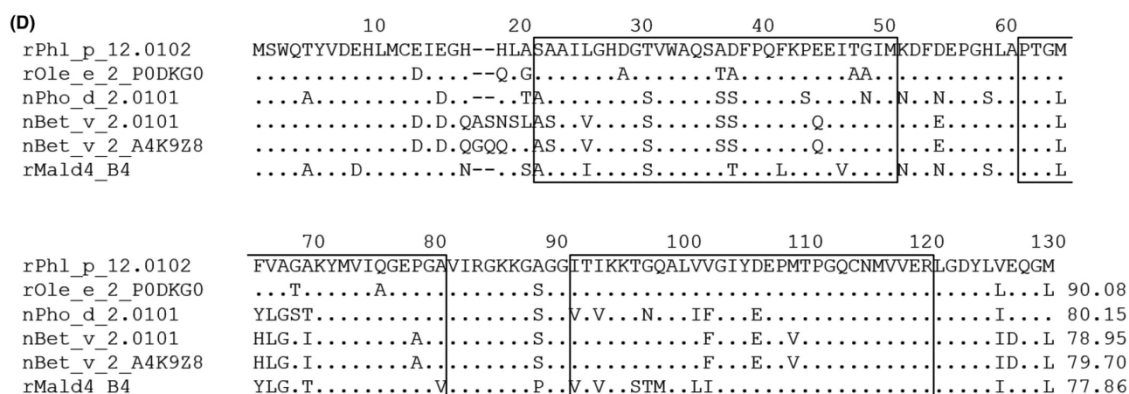 (D)
10 20 30 40 50 60
rPhl_p_12.0102 MSWQTYVDEHLMCEIEGH--HLASAAILGHDGTVWAQSADFPQFKPEEITGIMKDFDEPGHLAPTGM
rOle_e_2_P0DKG0 .............D....--Q.G.......A.......TA.........AA................
nPho_d_2.0101 ....A..........D..--..TA........S.....SS.....S....N..N..N...S.....L
nBet_v_2.0101 .............D.D.QASNSLAS..V....S.....SS......Q.........E.........L
nBet_v_2_A4K9Z8 .............D.D.QGQQ..AS..V....S.....SS......Q.........E.........L
rMald4_B4 ....A...D........N--..SA...I....S......T...L....V....N..N...S.....L
70 80 90 100 110 120 130
rPhl_p_12.0102 FVAGAKYMVIQGEPGAVIRGKKGAGGITIKKTGQALVVGIYDEPMTPGQCNMVVERLGDYLVEQGM
rOle_e_2_P0DKG0 ...T......A............S.....................................L...L 90.08
nPho_d_2.0101 YLGST..................S..V.V...N...IF...E...................I...L 80.15
nBet_v_2.0101 HLG.I........A.........S.............F...E..V................ID..L 78.95
nBet_v_2_A4K9Z8 HLG.I........A.........S.............F...E..V................ID..L 79.70
rMald4_B4 YLG.T..........V.......P..V.V..STM..LI.......................I...L 77.86